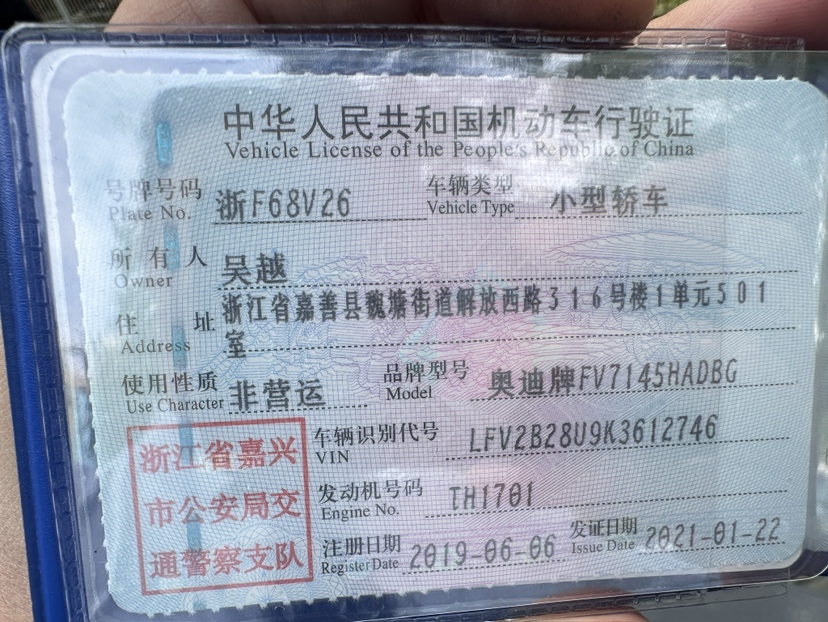 中华人民共和国机动车行驶证
Vehicle License of the People's Republic of China
号牌号码 浙F68V26 车辆类型 小型轿车
Plate No. Vehicle Type
所有人 吴越
Owner
住址 浙江省嘉善县魏塘街道解放西路316号楼1单元501
Address 室
使用性质 非营运 品牌型号 奥迪牌FV7145HADBG
Use Character Model
浙江省嘉兴 车辆识别代号 LFV2B28U9K3612746
VIN
市公安局交 发动机号码 TH1701
Engine No.
通警察支队 注册日期 2019-06-06 发证日期 2021-01-22
Register Date Issue Date